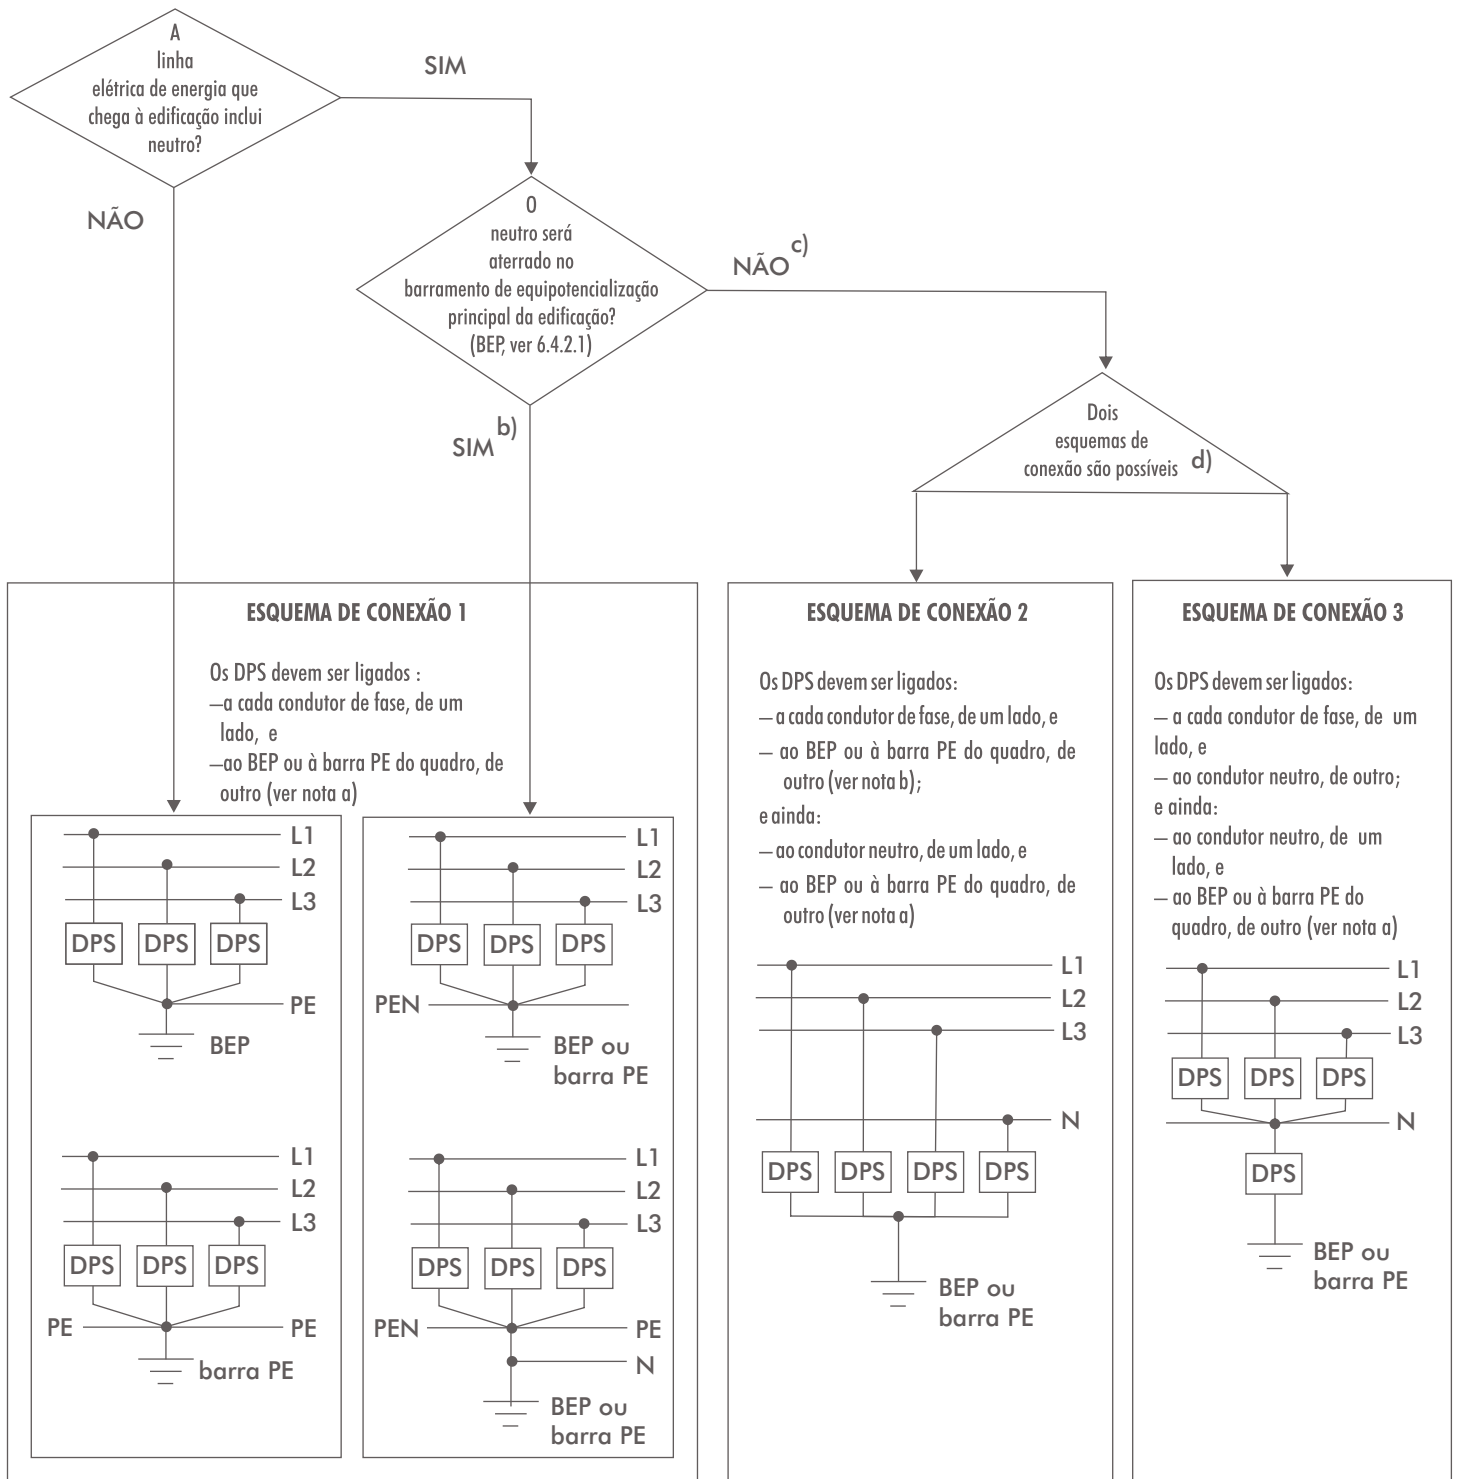 A
linha
elétrica de energia que
chega à edificação inclui
neutro?
SIM
NÃO
O
neutro será
aterrado no
barramento de equipotencialização
principal da edificação?
(BEP, ver 6.4.2.1)
NÃO c)
SIM b)
Dois
esquemas de
conexão são possíveis d)
ESQUEMA DE CONEXÃO 1
Os DPS devem ser ligados :
—a cada condutor de fase, de um
lado, e
—ao BEP ou à barra PE do quadro, de
outro (ver nota a)
L1
L2
L3
DPS DPS DPS
PE
BEP
L1
L2
L3
DPS DPS DPS
PE PE
barra PE
L1
L2
L3
DPS DPS DPS
PEN
BEP ou
barra PE
L1
L2
L3
DPS DPS DPS
PEN PE
N
BEP ou
barra PE
ESQUEMA DE CONEXÃO 2
Os DPS devem ser ligados:
— a cada condutor de fase, de um lado, e
— ao BEP ou à barra PE do quadro, de
outro (ver nota b);
e ainda:
— ao condutor neutro, de um lado, e
— ao BEP ou à barra PE do quadro, de
outro (ver nota a)
L1
L2
L3
N
DPS DPS DPS DPS
BEP ou
barra PE
ESQUEMA DE CONEXÃO 3
Os DPS devem ser ligados:
— a cada condutor de fase, de um
lado, e
— ao condutor neutro, de outro;
e ainda:
— ao condutor neutro, de um
lado, e
— ao BEP ou à barra PE do
quadro, de outro (ver nota a)
L1
L2
L3
DPS DPS DPS
N
DPS
BEP ou
barra PE